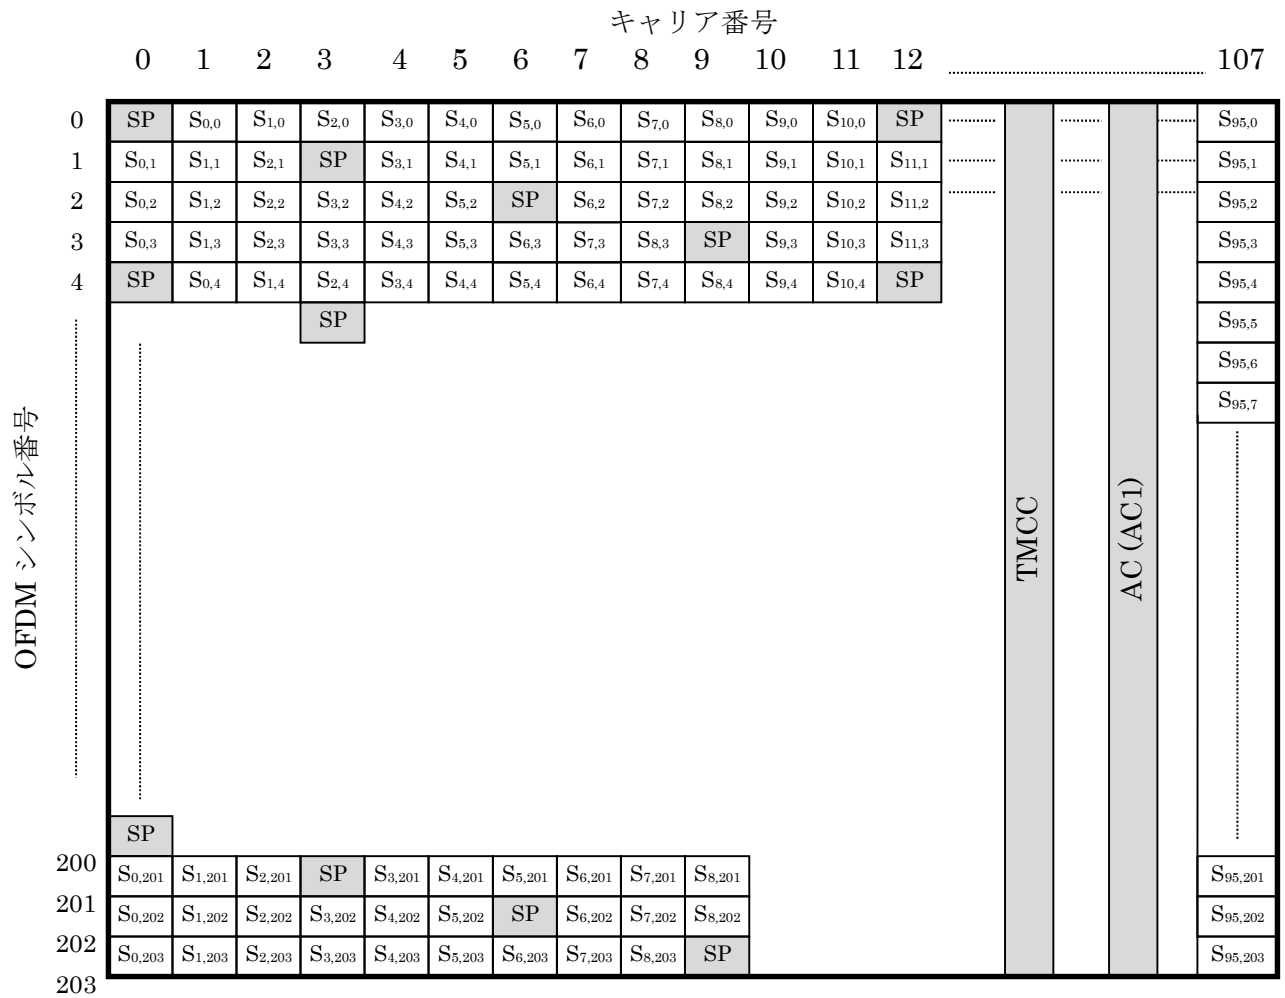 キャリア番号
0 1 2 3 4 5 6 7 8 9 10 11 12 107
0 SP S0,0 S1,0 S2,0 S3,0 S4,0 S5,0 S6,0 S7,0 S8,0 S9,0 S10,0 SP S95,0
1 S0,1 S1,1 S2,1 SP S3,1 S4,1 S5,1 S6,1 S7,1 S8,1 S9,1 S10,1 S11,1 S95,1
2 S0,2 S1,2 S2,2 S3,2 S4,2 S5,2 SP S6,2 S7,2 S8,2 S9,2 S10,2 S11,2 S95,2
3 S0,3 S1,3 S2,3 S3,3 S4,3 S5,3 S6,3 S7,3 S8,3 SP S9,3 S10,3 S11,3 S95,3
4 SP S0,4 S1,4 S2,4 S3,4 S4,4 S5,4 S6,4 S7,4 S8,4 S9,4 S10,4 SP S95,4
SP S95,5
S95,6
S95,7
OFDM シンボル番号
TMCC
AC (AC1)
SP
200 S0,201 S1,201 S2,201 SP S3,201 S4,201 S5,201 S6,201 S7,201 S8,201 S95,201
201 S0,202 S1,202 S2,202 S3,202 S4,202 S5,202 SP S6,202 S7,202 S8,202 S95,202
202 S0,203 S1,203 S2,203 S3,203 S4,203 S5,203 S6,203 S7,203 S8,203 SP S95,203
203